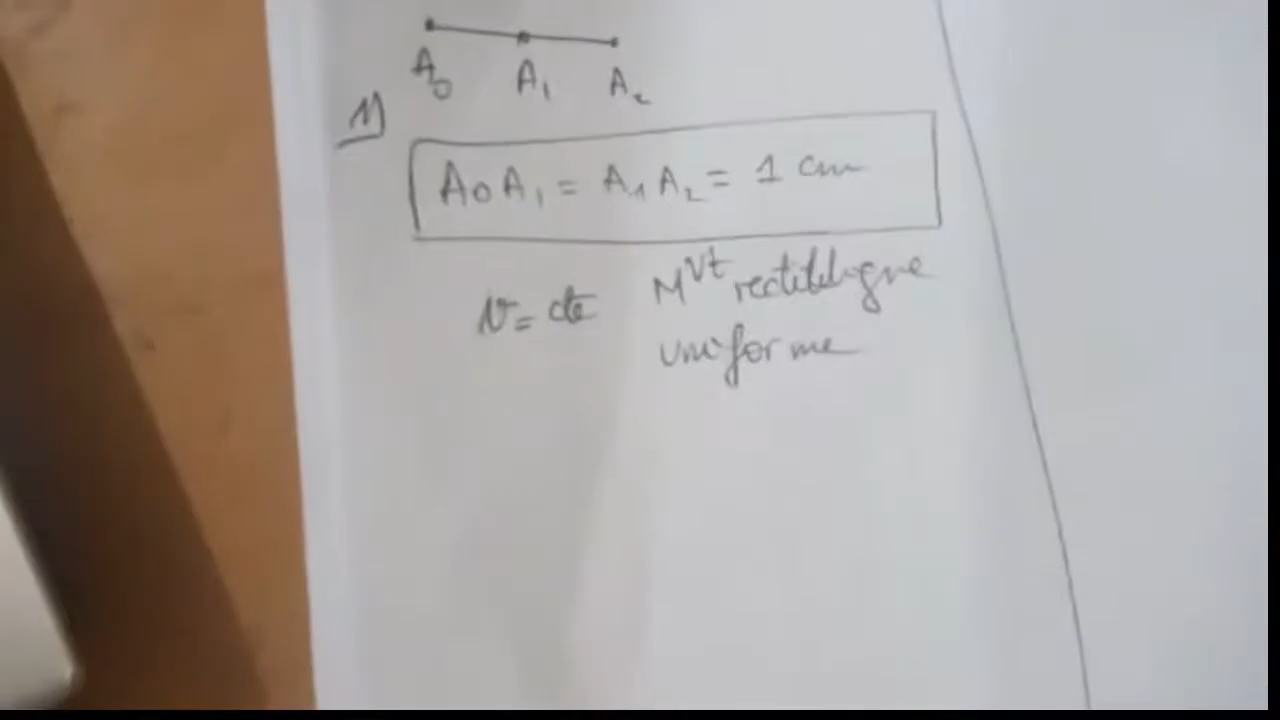 A0 A1 A2
1)
A0A1 = A1A2 = 1 cm
v = cte Mvt rectiligne
uniforme